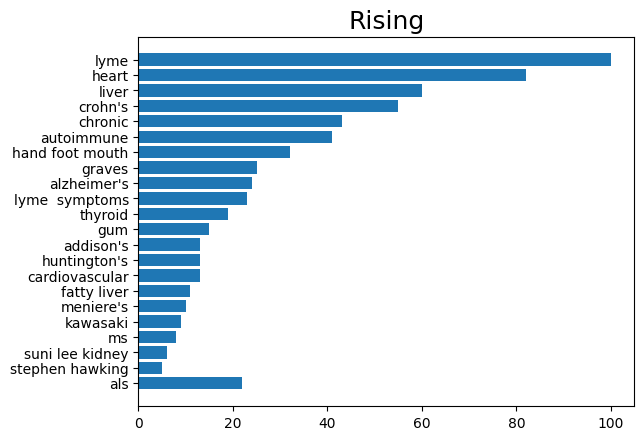 Rising
lyme
heart
liver
crohn's
chronic
autoimmune
hand foot mouth
graves
alzheimer's
lyme  symptoms
thyroid
gum
addison's
huntington's
cardiovascular
fatty liver
meniere's
kawasaki
ms
suni lee kidney
stephen hawking
als
0 20 40 60 80 100